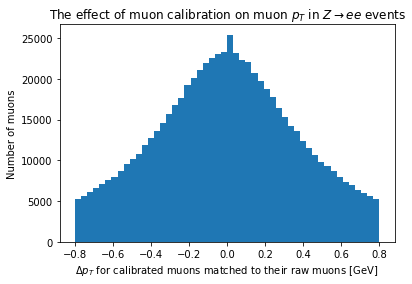 The effect of muon calibration on muon $p_T$ in $Z \rightarrow ee$ events
25000
20000
15000
10000
5000
0
Number of muons
−0.8 −0.6 −0.4 −0.2 0.0 0.2 0.4 0.6 0.8
$\Delta p_T$ for calibrated muons matched to their raw muons [GeV]